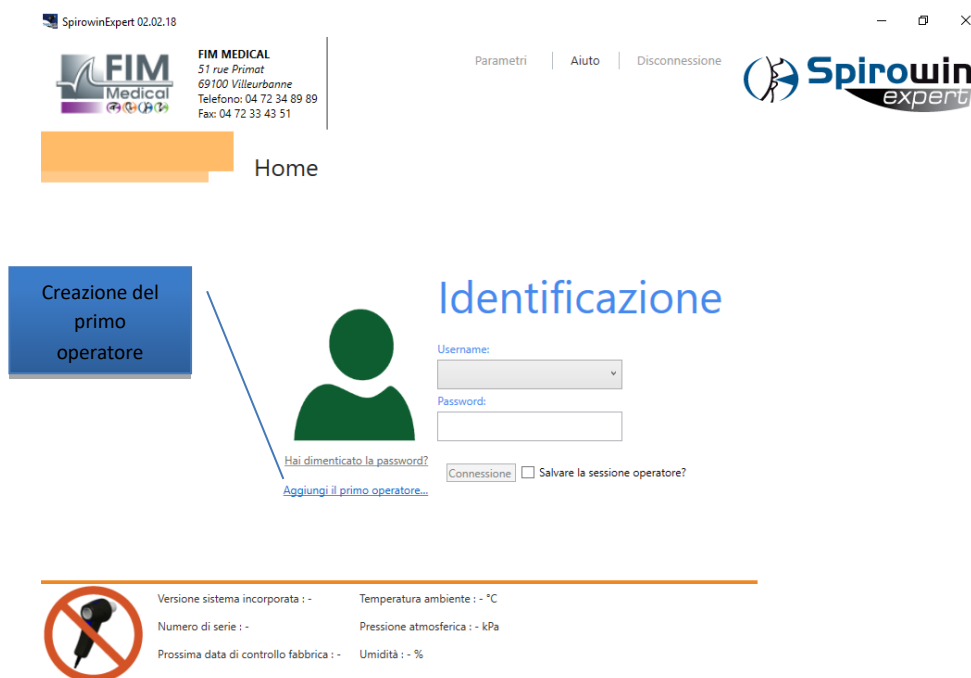 SpirowinExpert 02.02.18
FIM
Medical
FIM MEDICAL
51 rue Primat
69100 Villeurbanne
Telefono: 04 72 34 89 89
Fax: 04 72 33 43 51
Parametri
Aiuto
Disconnessione
Spirowin
expert
Home
Creazione del
primo
operatore
Identificazione
Username:
Password:
Hai dimenticato la password?
Connessione
Salvare la sessione operatore?
Aggiungi il primo operatore...
Versione sistema incorporata : -
Temperatura ambiente : - °C
Numero di serie : -
Pressione atmosferica : - kPa
Prossima data di controllo fabbrica : -
Umidità : - %